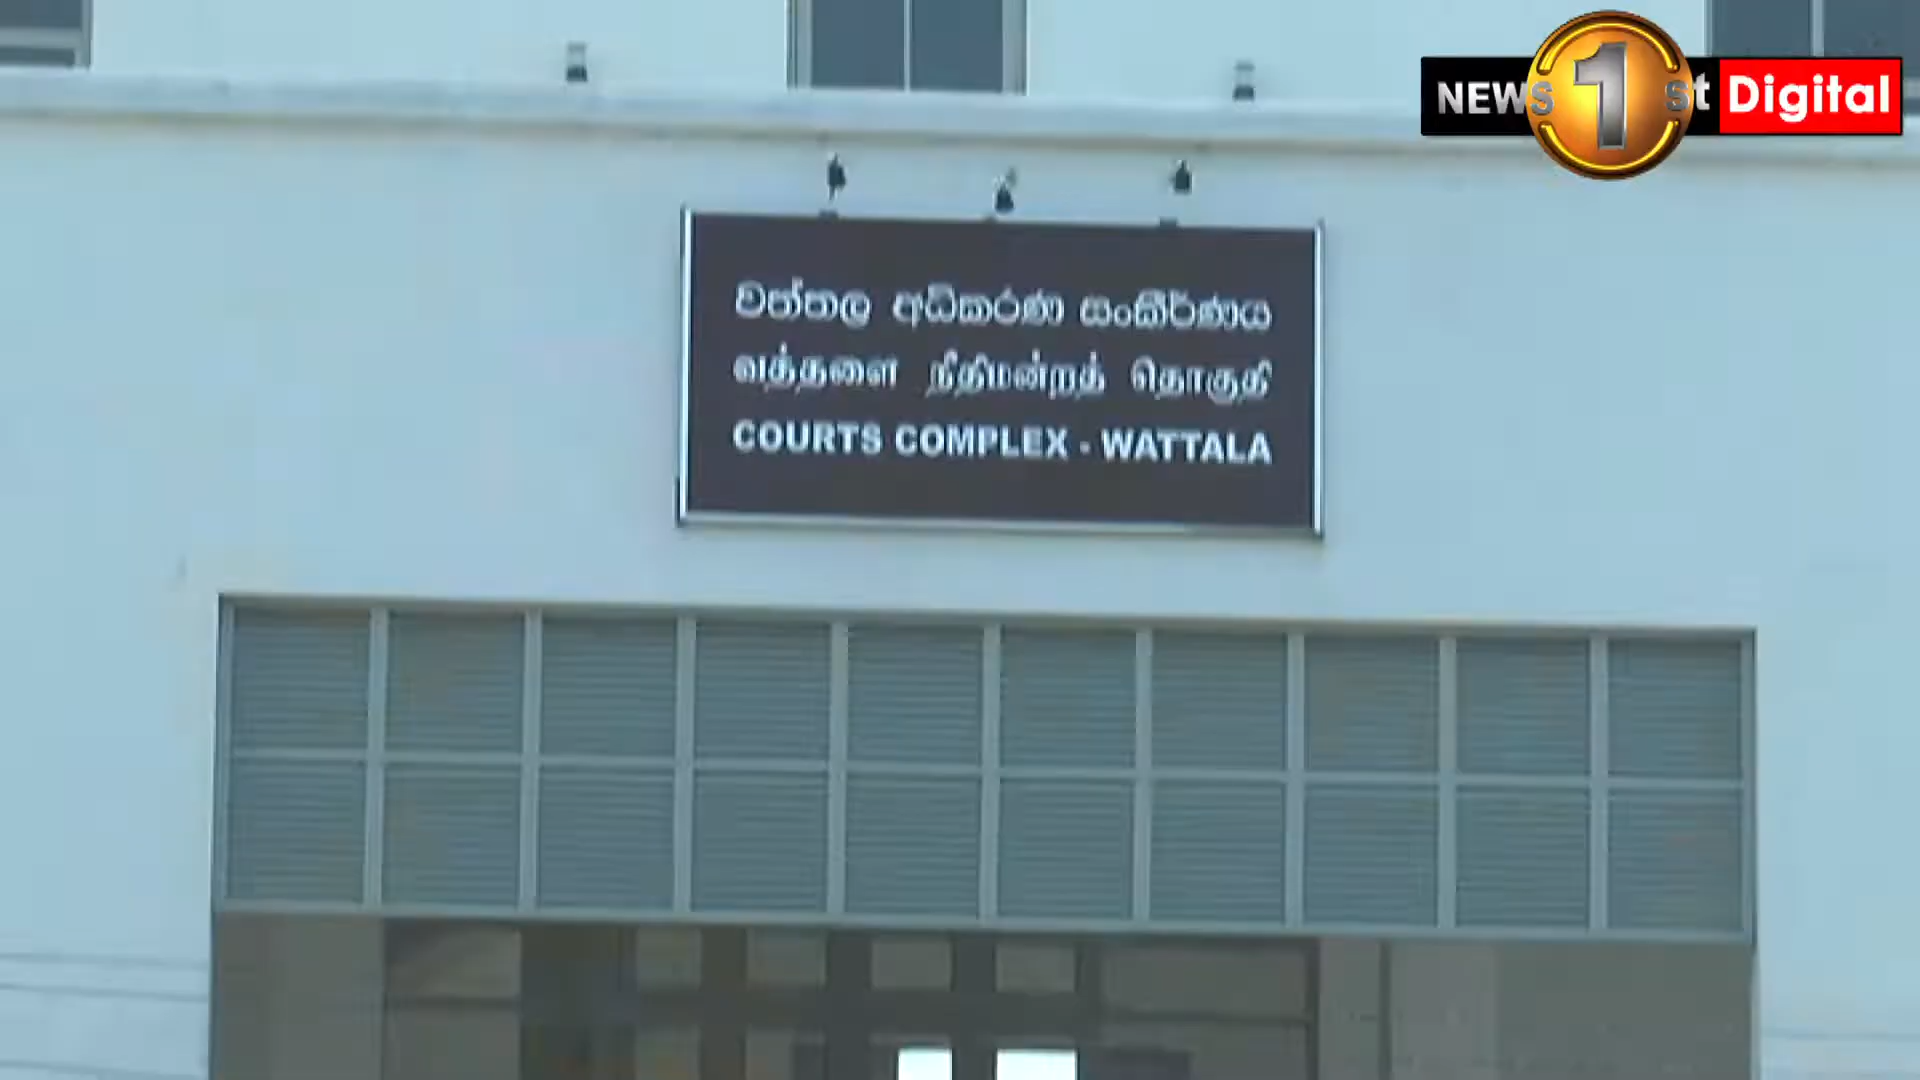 NEWS 1st Digital
වත්තල අධිකරණ සංකීර්ණය
வத்தளை நீதிமன்றத் தொகுதி
COURTS COMPLEX - WATTALA